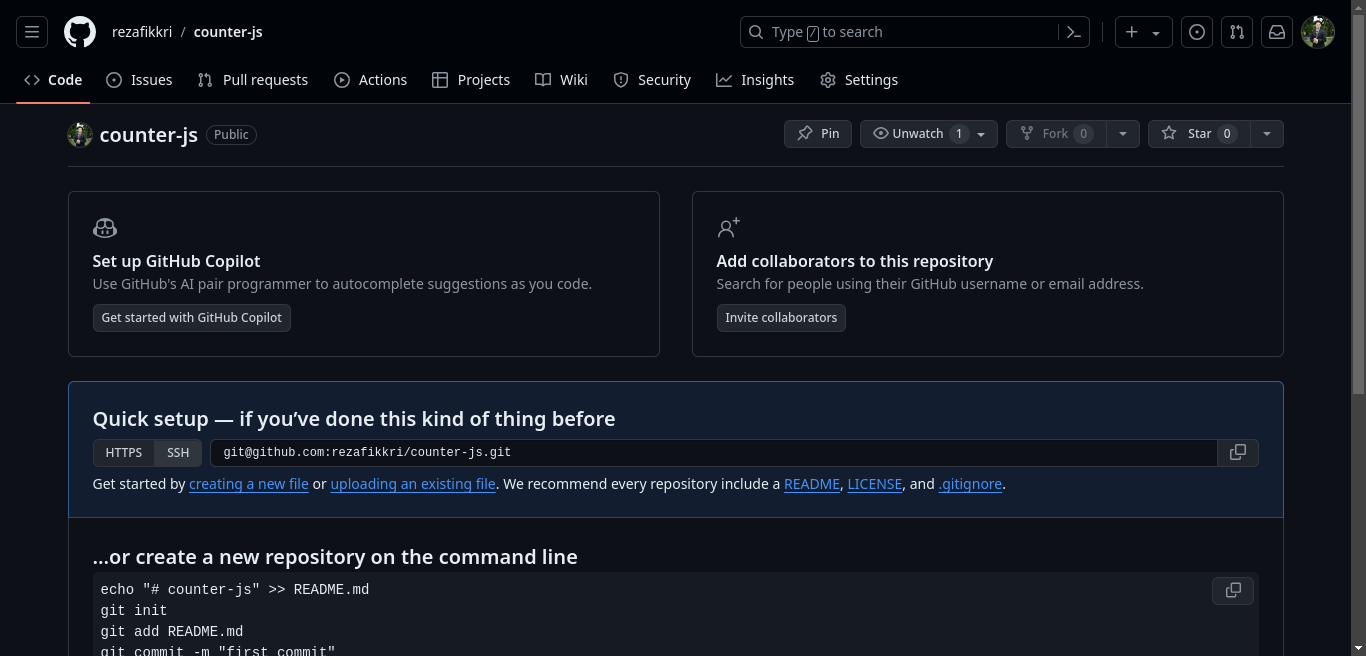 rezafikkri / counter-js
Type / to search
Code Issues Pull requests Actions Projects Wiki Security Insights Settings
counter-js Public
Pin Unwatch 1 Fork 0 Star 0
Set up GitHub Copilot
Use GitHub's AI pair programmer to autocomplete suggestions as you code.
Get started with GitHub Copilot
Add collaborators to this repository
Search for people using their GitHub username or email address.
Invite collaborators
Quick setup — if you’ve done this kind of thing before
HTTPS SSH git@github.com:rezafikkri/counter-js.git
Get started by creating a new file or uploading an existing file. We recommend every repository include a README, LICENSE, and .gitignore.
…or create a new repository on the command line
echo "# counter-js" >> README.md
git init
git add README.md
git commit -m "first commit"